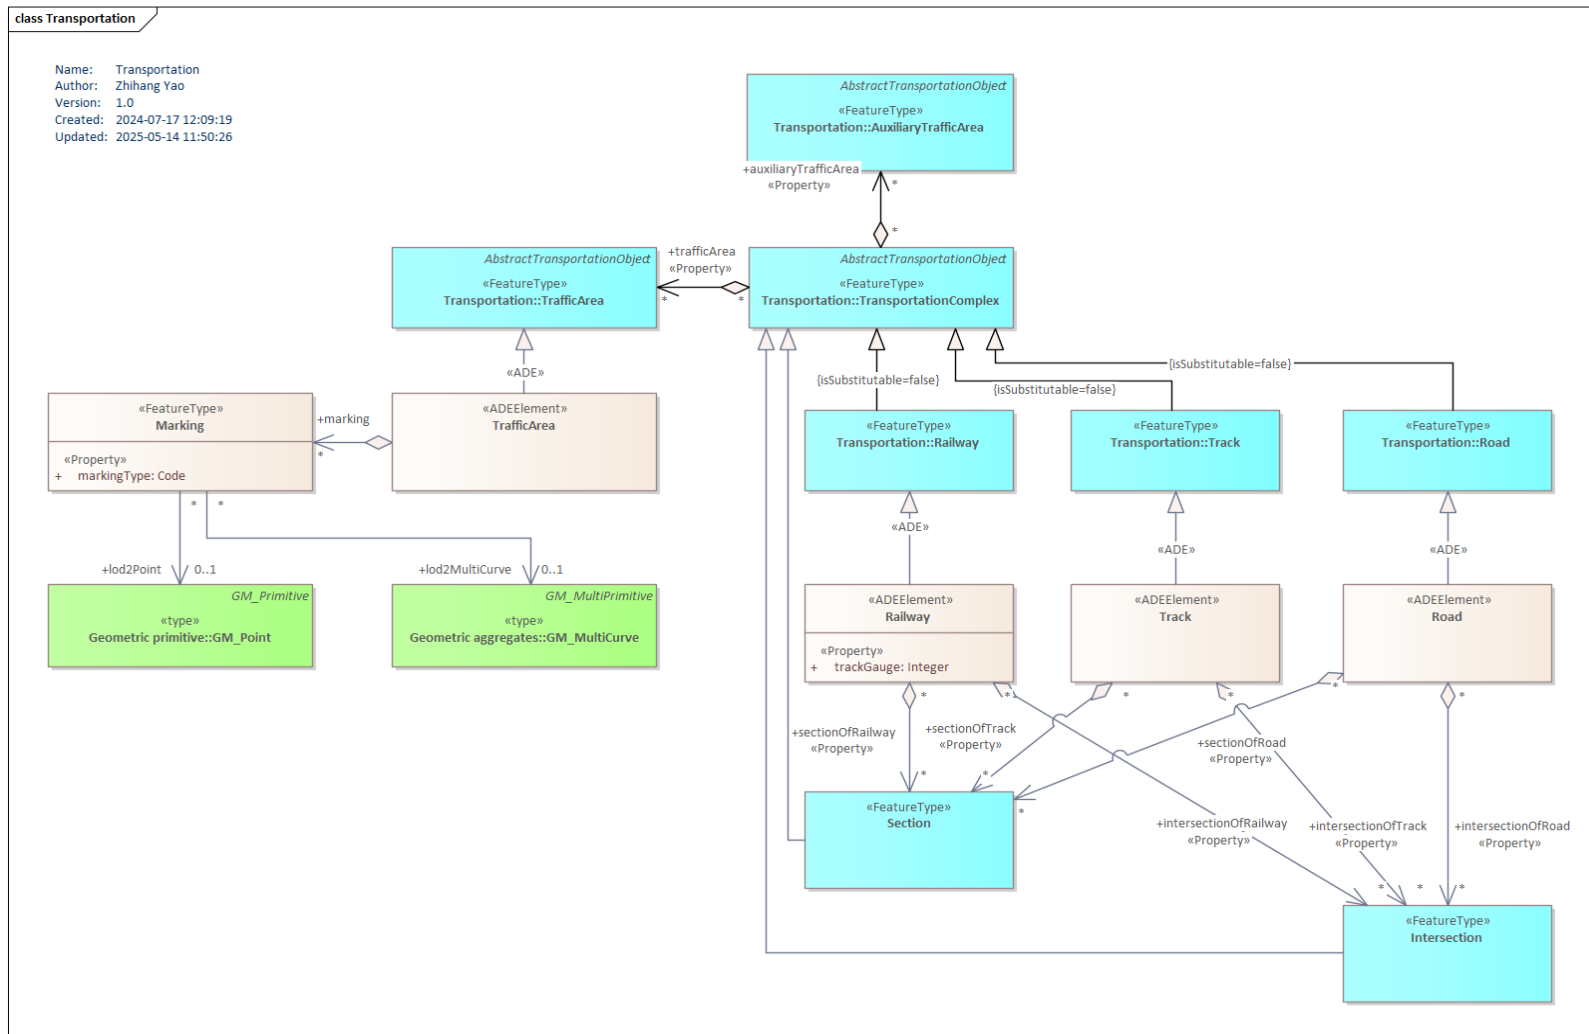 class Transportation
Name: Transportation
Author: Zhihang Yao
Version: 1.0
Created: 2024-07-17 12:09:19
Updated: 2025-05-14 11:50:26
AbstractTransportationObject
«FeatureType»
Transportation::AuxiliaryTrafficArea
+auxiliaryTrafficArea
«Property»
*
*
AbstractTransportationObject
«FeatureType»
Transportation::TrafficArea
+trafficArea
«Property»
*
*
AbstractTransportationObject
«FeatureType»
Transportation::TransportationComplex
«ADE»
{isSubstitutable=false}
{isSubstitutable=false}
{isSubstitutable=false}
«FeatureType»
Marking
«Property»
+ markingType: Code
+marking
*
«ADEElement»
TrafficArea
«FeatureType»
Transportation::Railway
«FeatureType»
Transportation::Track
«FeatureType»
Transportation::Road
*
*
«ADE»
«ADE»
«ADE»
+lod2Point
0..1
+lod2MultiCurve
0..1
GM_Primitive
«type»
Geometric primitive::GM_Point
GM_MultiPrimitive
«type»
Geometric aggregates::GM_MultiCurve
«ADEElement»
Railway
«Property»
+ trackGauge: Integer
«ADEElement»
Track
«ADEElement»
Road
*
*
*
*
*
*
+sectionOfRailway
«Property»
+sectionOfTrack
«Property»
+sectionOfRoad
«Property»
*
*
*
«FeatureType»
Section
+intersectionOfRailway
«Property»
+intersectionOfTrack
«Property»
+intersectionOfRoad
«Property»
*
*
*
«FeatureType»
Intersection